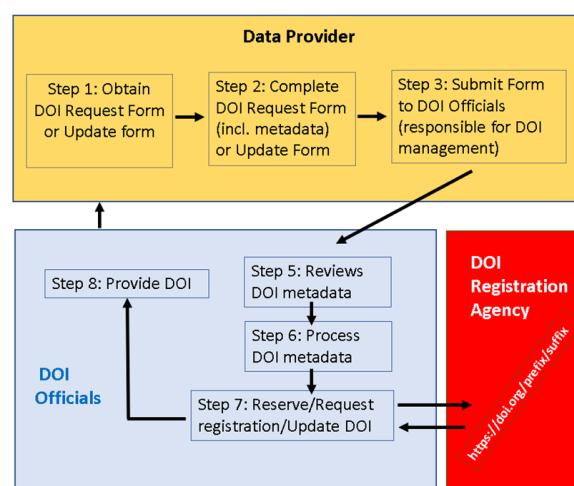 Data Provider
Step 1: Obtain
DOI Request Form
or Update form
Step 2: Complete
DOI Request Form
(incl. metadata)
or Update Form
Step 3: Submit Form
to DOI Officials
(responsible for DOI
management)
Step 5: Reviews
DOI metadata
Step 6: Process
DOI metadata
Step 7: Reserve/Request
registration/Update DOI
Step 8: Provide DOI
DOI
Officials
DOI
Registration
Agency
https://doi.org/prefix/suffix